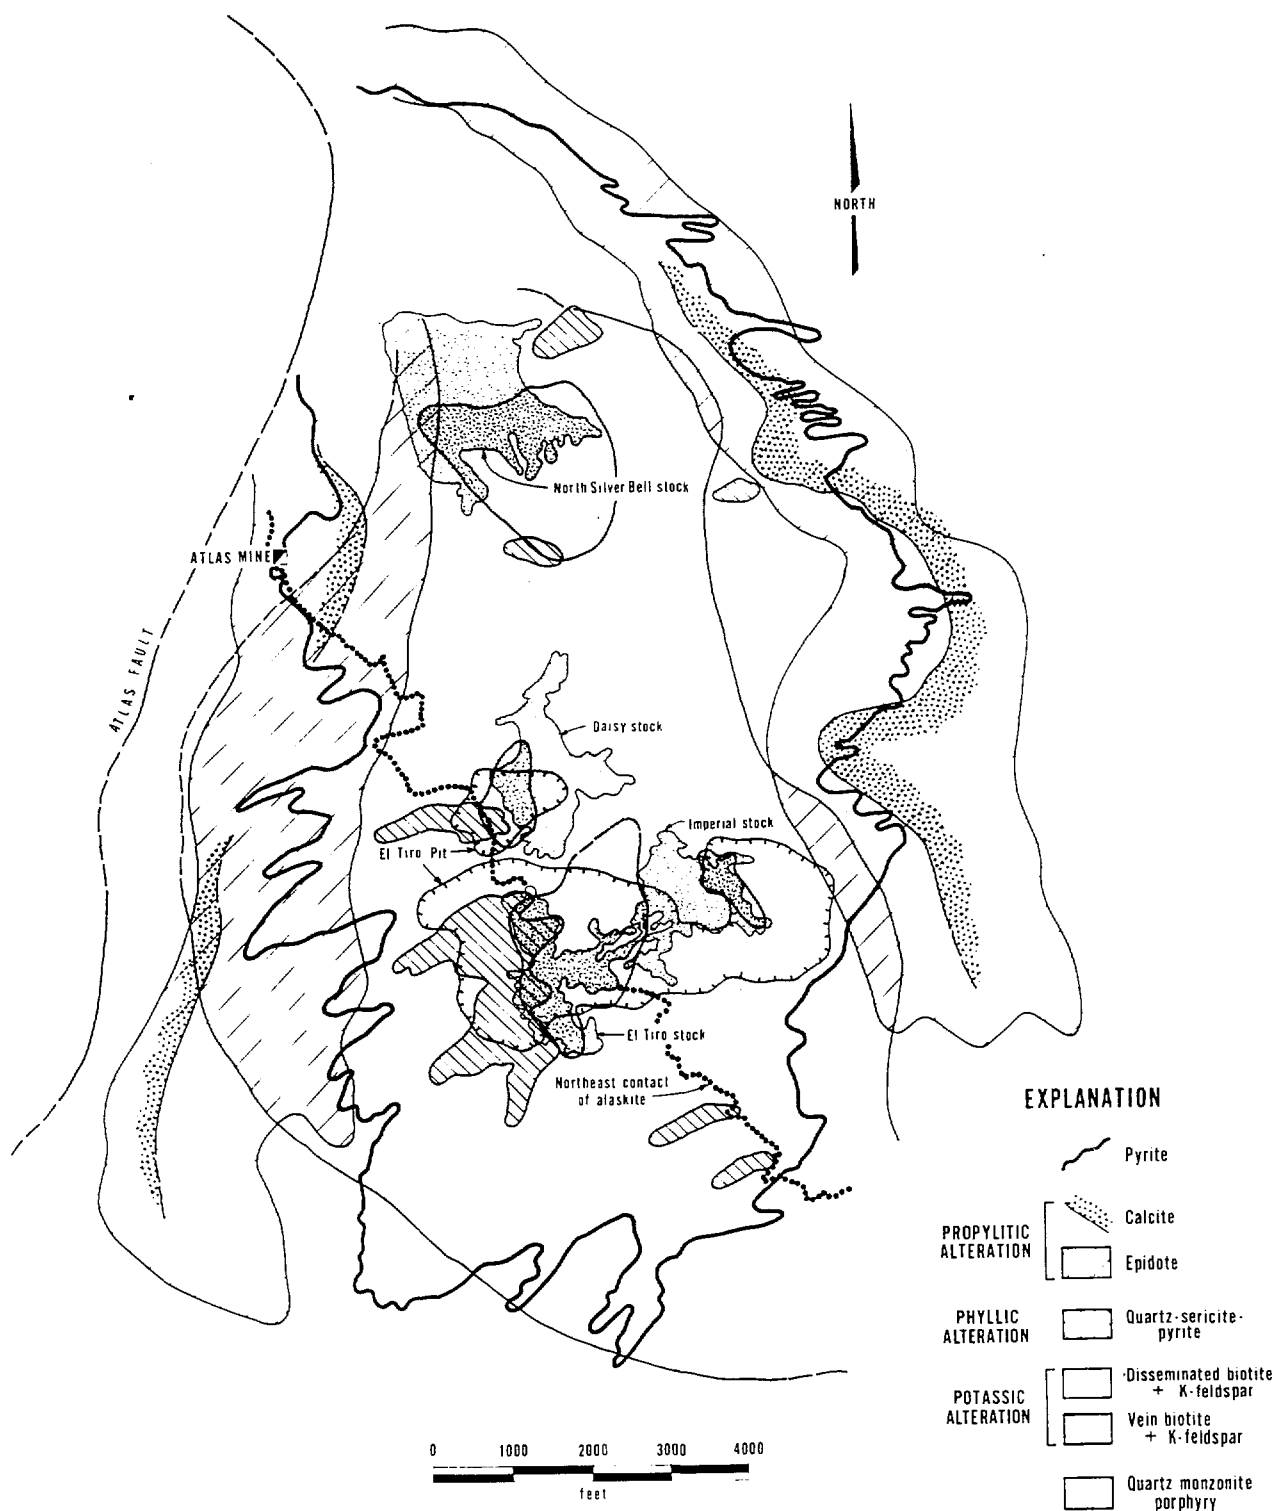 NORTH
North Silver Bell stock
ATLAS MINE
ATLAS FAULT
Daisy stock
Imperial stock
El Tiro Pit
El Tiro stock
Northeast contact
of alaskite
EXPLANATION
Pyrite
PROPYLITIC
ALTERATION
Calcite
Epidote
PHYLLIC
ALTERATION
Quartz-sericite-
pyrite
POTASSIC
ALTERATION
Disseminated biotite
+ K-feldspar
Vein biotite
+ K-feldspar
Quartz monzonite
porphyry
0 1000 2000 3000 4000
feet